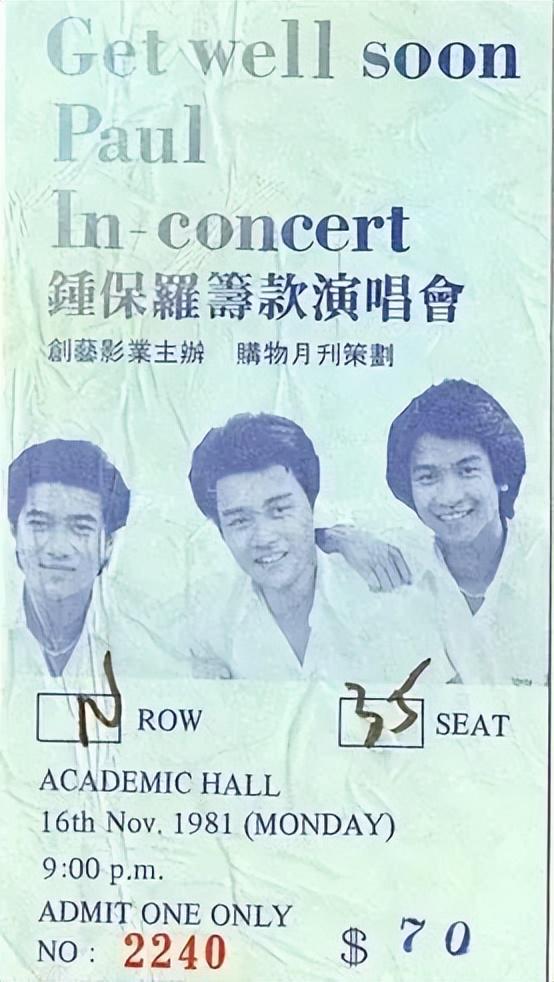 Get well soon
Paul
In-concert
鍾保羅籌款演唱會
創藝影業主辦 購物月刊策劃
N ROW 35 SEAT
ACADEMIC HALL
16th Nov. 1981 (MONDAY)
9:00 p.m.
ADMIT ONE ONLY
NO : 2240 $ 70